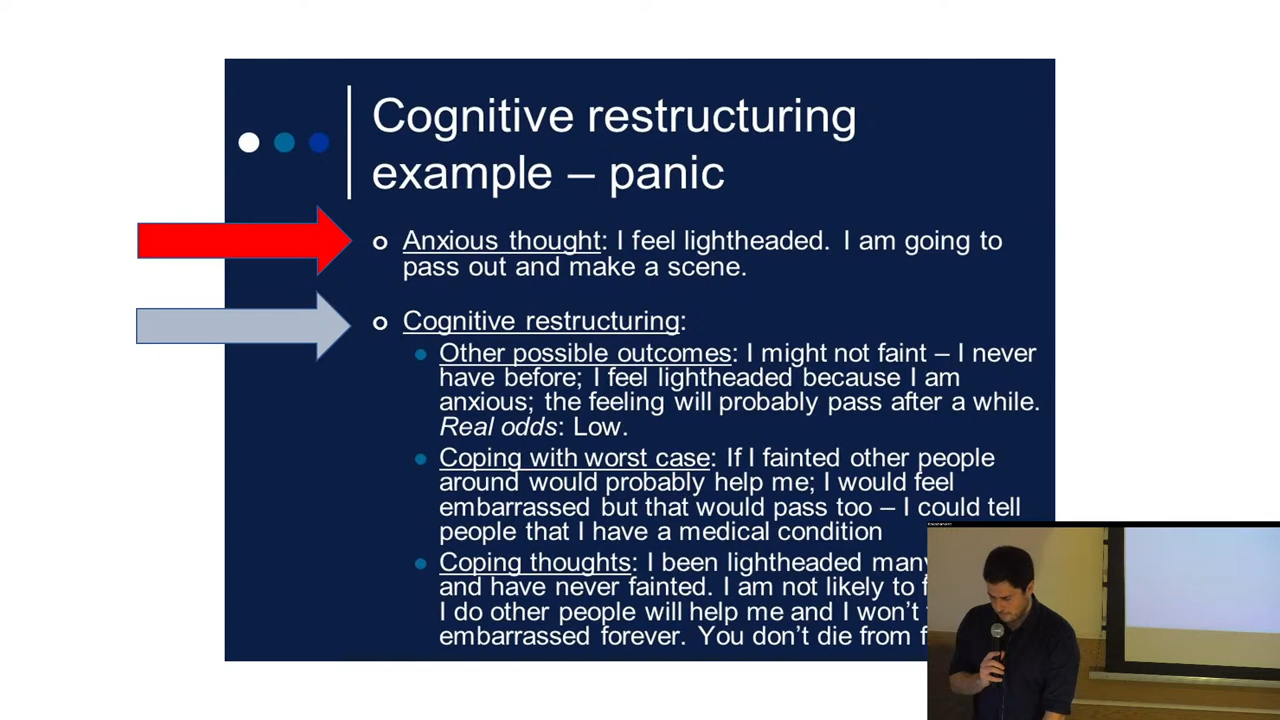 Cognitive restructuring
example – panic
Anxious thought: I feel lightheaded. I am going to
pass out and make a scene.
Cognitive restructuring:
Other possible outcomes: I might not faint – I never
have before; I feel lightheaded because I am
anxious; the feeling will probably pass after a while.
Real odds: Low.
Coping with worst case: If I fainted other people
around would probably help me; I would feel
embarrassed but that would pass too – I could tell
people that I have a medical condition
Coping thoughts: I been lightheaded many
and have never fainted. I am not likely to
I do other people will help me and I won't
embarrassed forever. You don't die from